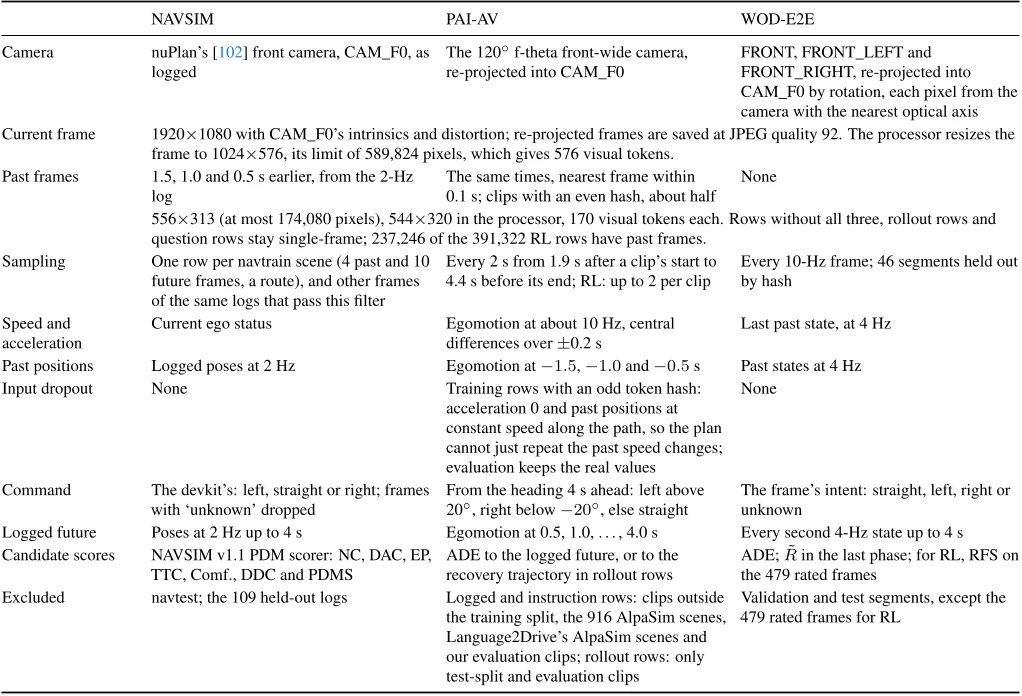 NAVSIM PAI-AV WOD-E2E
Camera
nuPlan's [102] front camera, CAM_F0, as
logged
The 120° f-theta front-wide camera,
re-projected into CAM_F0
FRONT, FRONT_LEFT and
FRONT_RIGHT, re-projected into
CAM_F0 by rotation, each pixel from the
camera with the nearest optical axis
Current frame
1920×1080 with CAM_F0's intrinsics and distortion; re-projected frames are saved at JPEG quality 92. The processor resizes the
frame to 1024×576, its limit of 589,824 pixels, which gives 576 visual tokens.
Past frames
1.5, 1.0 and 0.5 s earlier, from the 2-Hz
log
The same times, nearest frame within
0.1 s; clips with an even hash, about half
None
556×313 (at most 174,080 pixels), 544×320 in the processor, 170 visual tokens each. Rows without all three, rollout rows and
question rows stay single-frame; 237,246 of the 391,322 RL rows have past frames.
Sampling
One row per navtrain scene (4 past and 10
future frames, a route), and other frames
of the same logs that pass this filter
Every 2 s from 1.9 s after a clip's start to
4.4 s before its end; RL: up to 2 per clip
Every 10-Hz frame; 46 segments held out
by hash
Speed and
acceleration
Current ego status
Egomotion at about 10 Hz, central
differences over ±0.2 s
Last past state, at 4 Hz
Past positions
Logged poses at 2 Hz
Egomotion at −1.5, −1.0 and −0.5 s
Past states at 4 Hz
Input dropout
None
Training rows with an odd token hash:
acceleration 0 and past positions at
constant speed along the path, so the plan
cannot just repeat the past speed changes;
evaluation keeps the real values
None
Command
The devkit's: left, straight or right; frames
with 'unknown' dropped
From the heading 4 s ahead: left above
20°, right below −20°, else straight
The frame's intent: straight, left, right or
unknown
Logged future
Poses at 2 Hz up to 4 s
Egomotion at 0.5, 1.0, …, 4.0 s
Every second 4-Hz state up to 4 s
Candidate scores
NAVSIM v1.1 PDM scorer: NC, DAC, EP,
TTC, Comf., DDC and PDMS
ADE to the logged future, or to the
recovery trajectory in rollout rows
ADE; R̃ in the last phase; for RL, RFS on
the 479 rated frames
Excluded
navtest; the 109 held-out logs
Logged and instruction rows: clips outside
the training split, the 916 AlpaSim scenes,
Language2Drive's AlpaSim scenes and
our evaluation clips; rollout rows: only
test-split and evaluation clips
Validation and test segments, except the
479 rated frames for RL